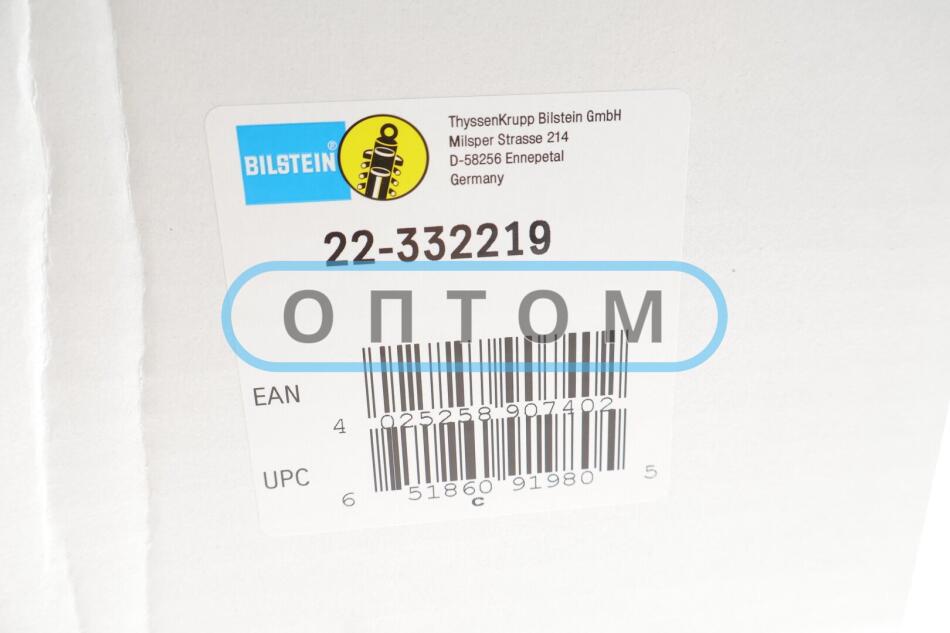 BILSTEIN®
ThyssenKrupp Bilstein GmbH
Milsper Strasse 214
D-58256 Ennepetal
Germany
22-332219
ОПТОМ
EAN
4 025258 907402
UPC
6 51860 91980 5
c